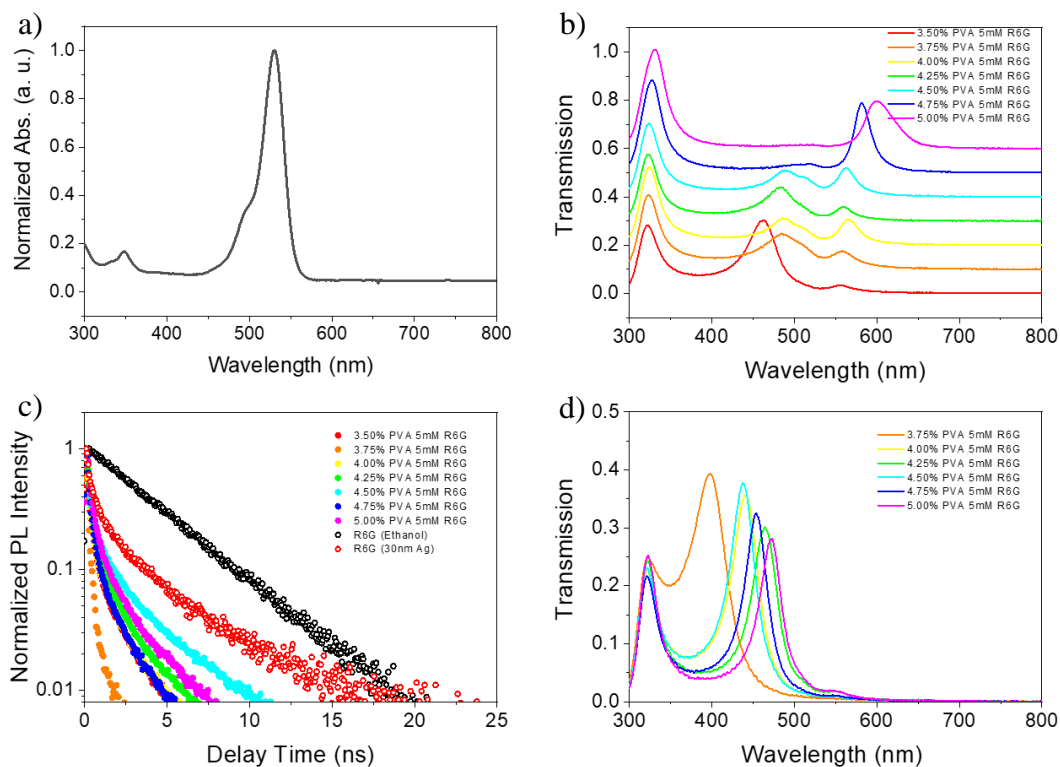 a)
Normalized Abs. (a. u.)
1.0
0.8
0.6
0.4
0.2
0.0
300 400 500 600 700 800
Wavelength (nm)
b)
Transmission
1.0
0.8
0.6
0.4
0.2
0.0
3.50% PVA 5mM R6G
3.75% PVA 5mM R6G
4.00% PVA 5mM R6G
4.25% PVA 5mM R6G
4.50% PVA 5mM R6G
4.75% PVA 5mM R6G
5.00% PVA 5mM R6G
300 400 500 600 700 800
Wavelength (nm)
c)
Normalized PL Intensity
1
0.1
0.01
3.50% PVA 5mM R6G
3.75% PVA 5mM R6G
4.00% PVA 5mM R6G
4.25% PVA 5mM R6G
4.50% PVA 5mM R6G
4.75% PVA 5mM R6G
5.00% PVA 5mM R6G
R6G (Ethanol)
R6G (30nm Ag)
0 5 10 15 20 25
Delay Time (ns)
d)
Transmission
0.5
0.4
0.3
0.2
0.1
0.0
3.75% PVA 5mM R6G
4.00% PVA 5mM R6G
4.25% PVA 5mM R6G
4.50% PVA 5mM R6G
4.75% PVA 5mM R6G
5.00% PVA 5mM R6G
300 400 500 600 700 800
Wavelength (nm)